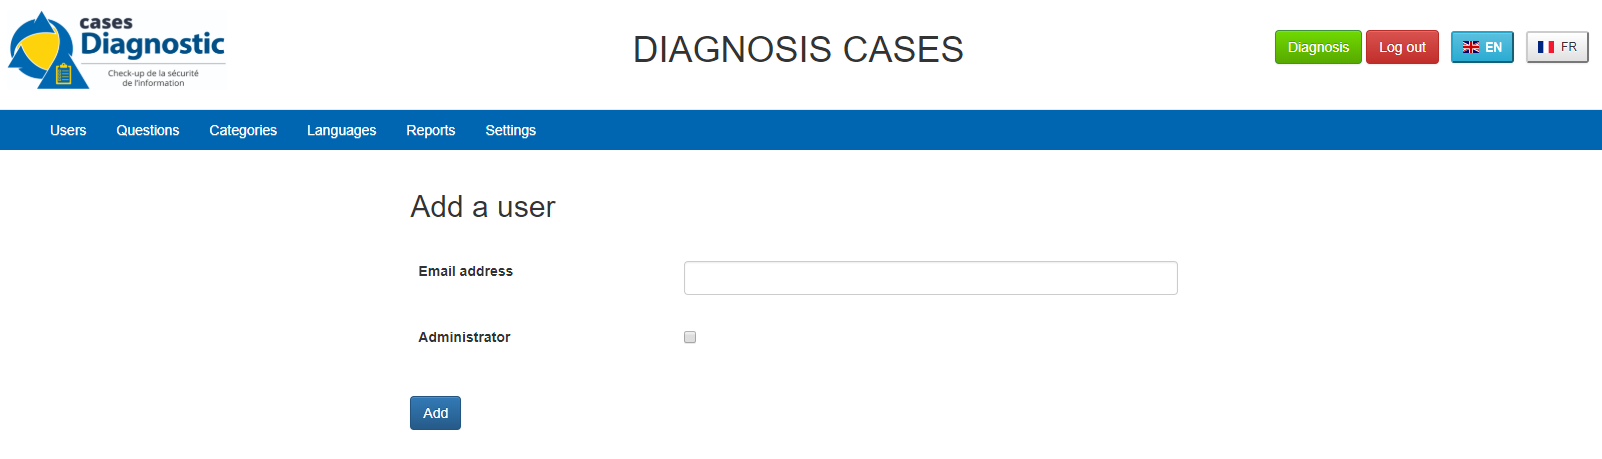 cases
Diagnostic
Check-up de la sécurité
de l'information
DIAGNOSIS CASES
Diagnosis
Log out
EN
FR
Users Questions Categories Languages Reports Settings
Add a user
Email address
Administrator
Add